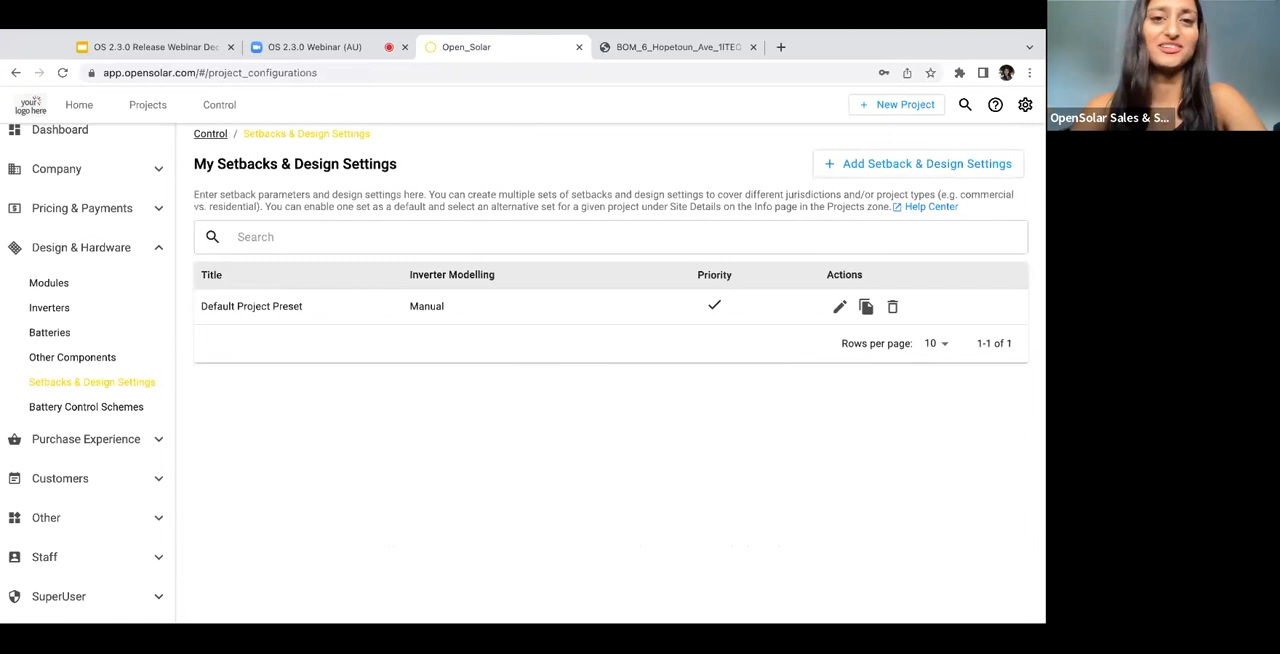 OS 2.3.0 Release Webinar Dec
OS 2.3.0 Webinar (AU)
Open_Solar
BOM_6_Hopetoun_Ave_1ITEO
app.opensolar.com/#/project_configurations
your
logo here
Home
Projects
Control
+ New Project
Dashboard
Company
Pricing & Payments
Design & Hardware
Modules
Inverters
Batteries
Other Components
Setbacks & Design Settings
Battery Control Schemes
Purchase Experience
Customers
Other
Staff
SuperUser
Control / Setbacks & Design Settings
My Setbacks & Design Settings
+ Add Setback & Design Settings
Enter setback parameters and design settings here. You can create multiple sets of setbacks and design settings to cover different jurisdictions and/or project types (e.g. commercial
vs. residential). You can enable one set as a default and select an alternative set for a given project under Site Details on the Info page in the Projects zone. Help Center
Search
Title Inverter Modelling Priority Actions
Default Project Preset Manual
Rows per page: 10 1-1 of 1
OpenSolar Sales & S...